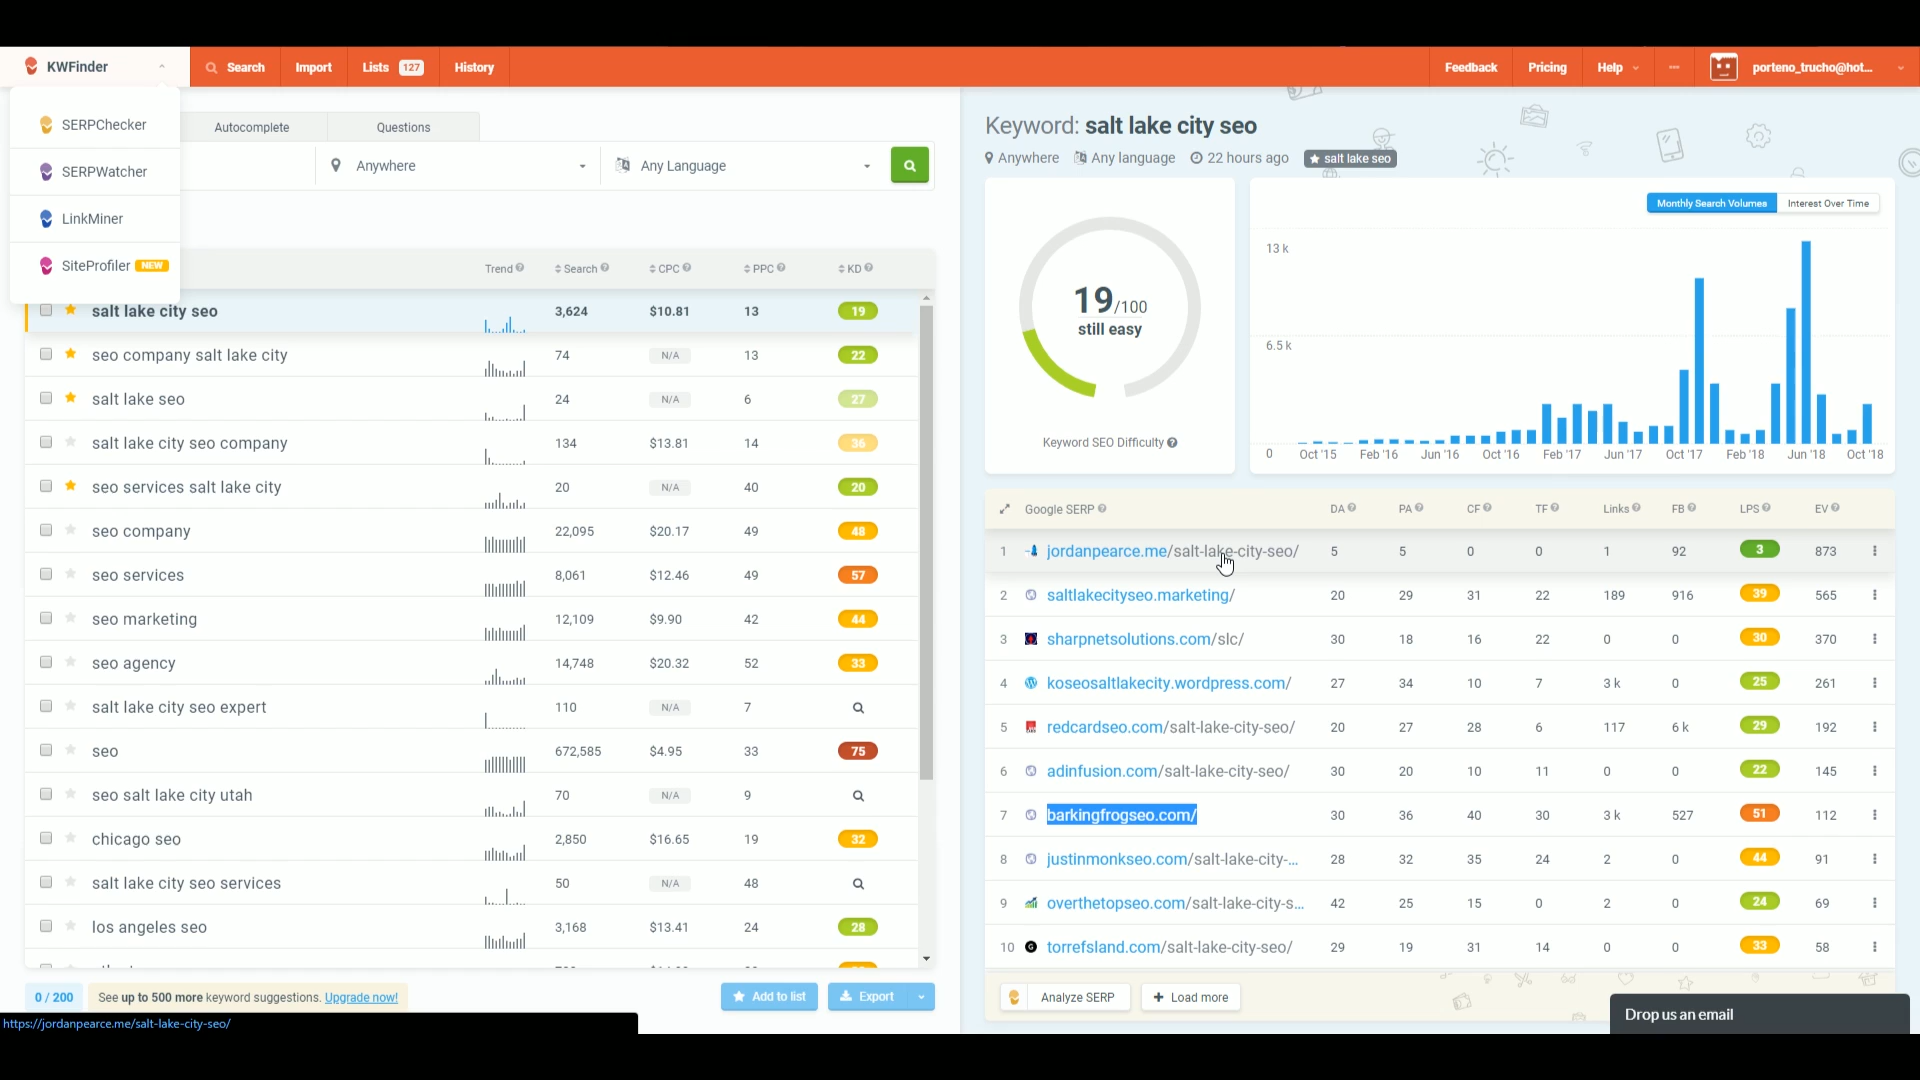 KWFinder Search Import Lists 127 History Feedback Pricing Help porteno_trucho@hot...
SERPChecker
SERPWatcher
LinkMiner
SiteProfiler NEW
Autocomplete Questions
Anywhere Any Language
Trend Search CPC PPC KD
salt lake city seo 3,624 $10.81 13 19
seo company salt lake city 74 N/A 13 22
salt lake seo 24 N/A 6 27
salt lake city seo company 134 $13.81 14 36
seo services salt lake city 20 N/A 40 20
seo company 22,095 $20.17 49 48
seo services 8,061 $12.46 49 57
seo marketing 12,109 $9.90 42 44
seo agency 14,748 $20.32 52 33
salt lake city seo expert 110 N/A 7
seo 672,585 $4.95 33 75
seo salt lake city utah 70 N/A 9
chicago seo 2,850 $16.65 19 32
salt lake city seo services 50 N/A 48
los angeles seo 3,168 $13.41 24 28
0 / 200 See up to 500 more keyword suggestions. Upgrade now! Add to list Export
https://jordanpearce.me/salt-lake-city-seo/
Keyword: salt lake city seo
Anywhere Any language 22 hours ago salt lake seo
19/100
still easy
Keyword SEO Difficulty
Monthly Search Volumes Interest Over Time
13 k
6.5 k
0 Oct '15 Feb '16 Jun '16 Oct '16 Feb '17 Jun '17 Oct '17 Feb '18 Jun '18 Oct '18
Google SERP DA PA CF TF Links FB LPS EV
1 jordanpearce.me/salt-lake-city-seo/ 5 5 0 0 1 92 3 873
2 saltlakecityseo.marketing/ 20 29 31 22 189 916 39 565
3 sharpnetsolutions.com/slc/ 30 18 16 22 0 0 30 370
4 koseosaltlakecity.wordpress.com/ 27 34 10 7 3 k 0 25 261
5 redcardseo.com/salt-lake-city-seo/ 20 27 28 6 117 6 k 29 192
6 adinfusion.com/salt-lake-city-seo/ 30 20 10 11 0 0 22 145
7 barkingfrogseo.com/ 30 36 40 30 3 k 527 51 112
8 justinmonkseo.com/salt-lake-city-... 28 32 35 24 2 0 44 91
9 overthetopseo.com/salt-lake-city-s... 42 25 15 0 2 0 24 69
10 torrefsland.com/salt-lake-city-seo/ 29 19 31 14 0 0 33 58
Analyze SERP Load more
Drop us an email